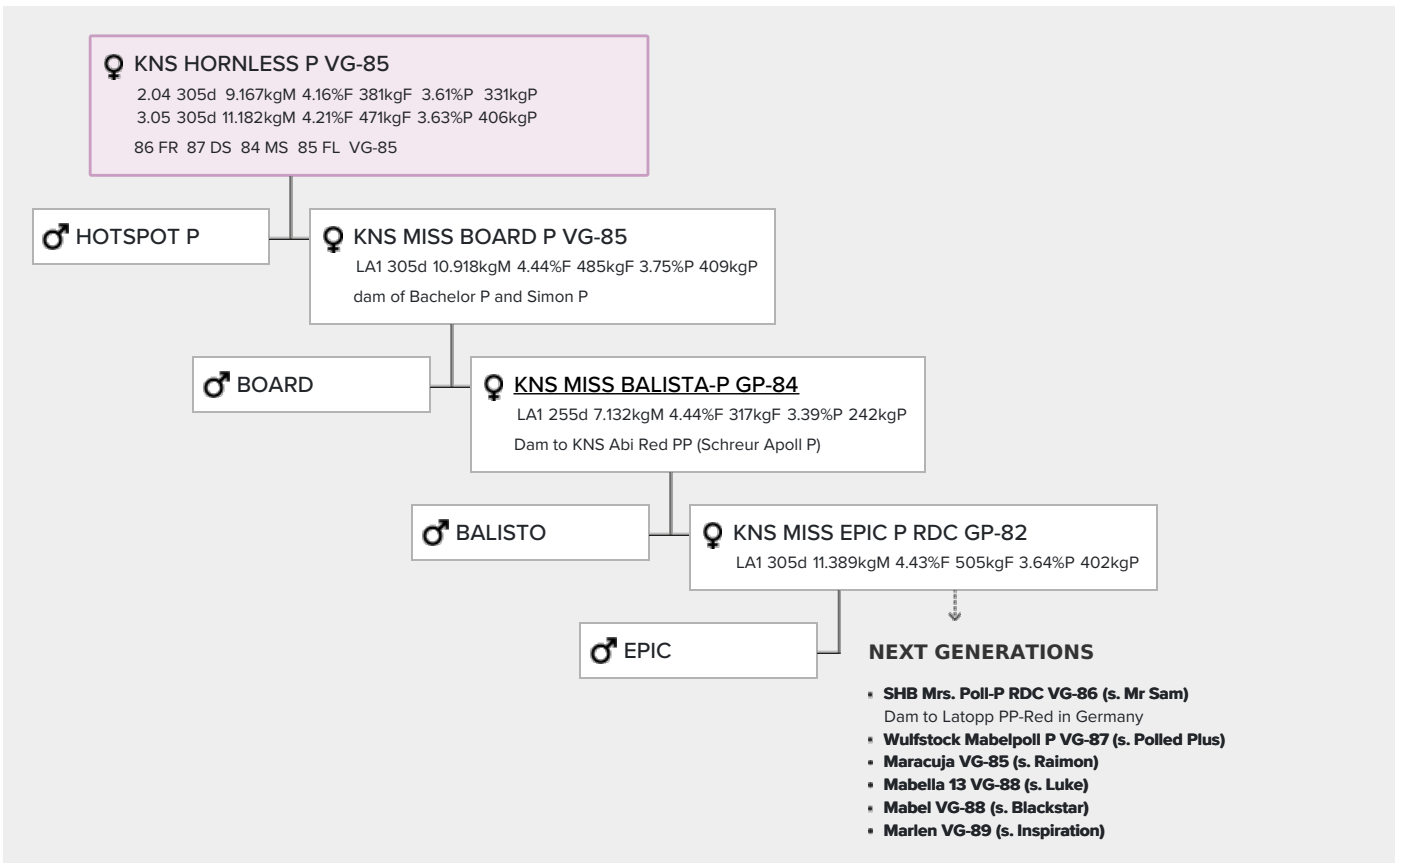 KNS HORNLESS P VG-85
2.04 305d 9.167kgM 4.16%F 381kgF 3.61%P 331kgP
3.05 305d 11.182kgM 4.21%F 471kgF 3.63%P 406kgP
86 FR 87 DS 84 MS 85 FL VG-85
HOTSPOT P
KNS MISS BOARD P VG-85
LA1 305d 10.918kgM 4.44%F 485kgF 3.75%P 409kgP
dam of Bachelor P and Simon P
BOARD
KNS MISS BALISTA-P GP-84
LA1 255d 7.132kgM 4.44%F 317kgF 3.39%P 242kgP
Dam to KNS Abi Red PP (Schreur Apoll P)
BALISTO
KNS MISS EPIC P RDC GP-82
LA1 305d 11.389kgM 4.43%F 505kgF 3.64%P 402kgP
EPIC
NEXT GENERATIONS
• SHB Mrs. Poll-P RDC VG-86 (s. Mr Sam)
Dam to Latopp PP-Red in Germany
• Wulfstock Mabelpoll P VG-87 (s. Polled Plus)
• Maracuja VG-85 (s. Raimon)
• Mabella 13 VG-88 (s. Luke)
• Mabel VG-88 (s. Blackstar)
• Marlen VG-89 (s. Inspiration)